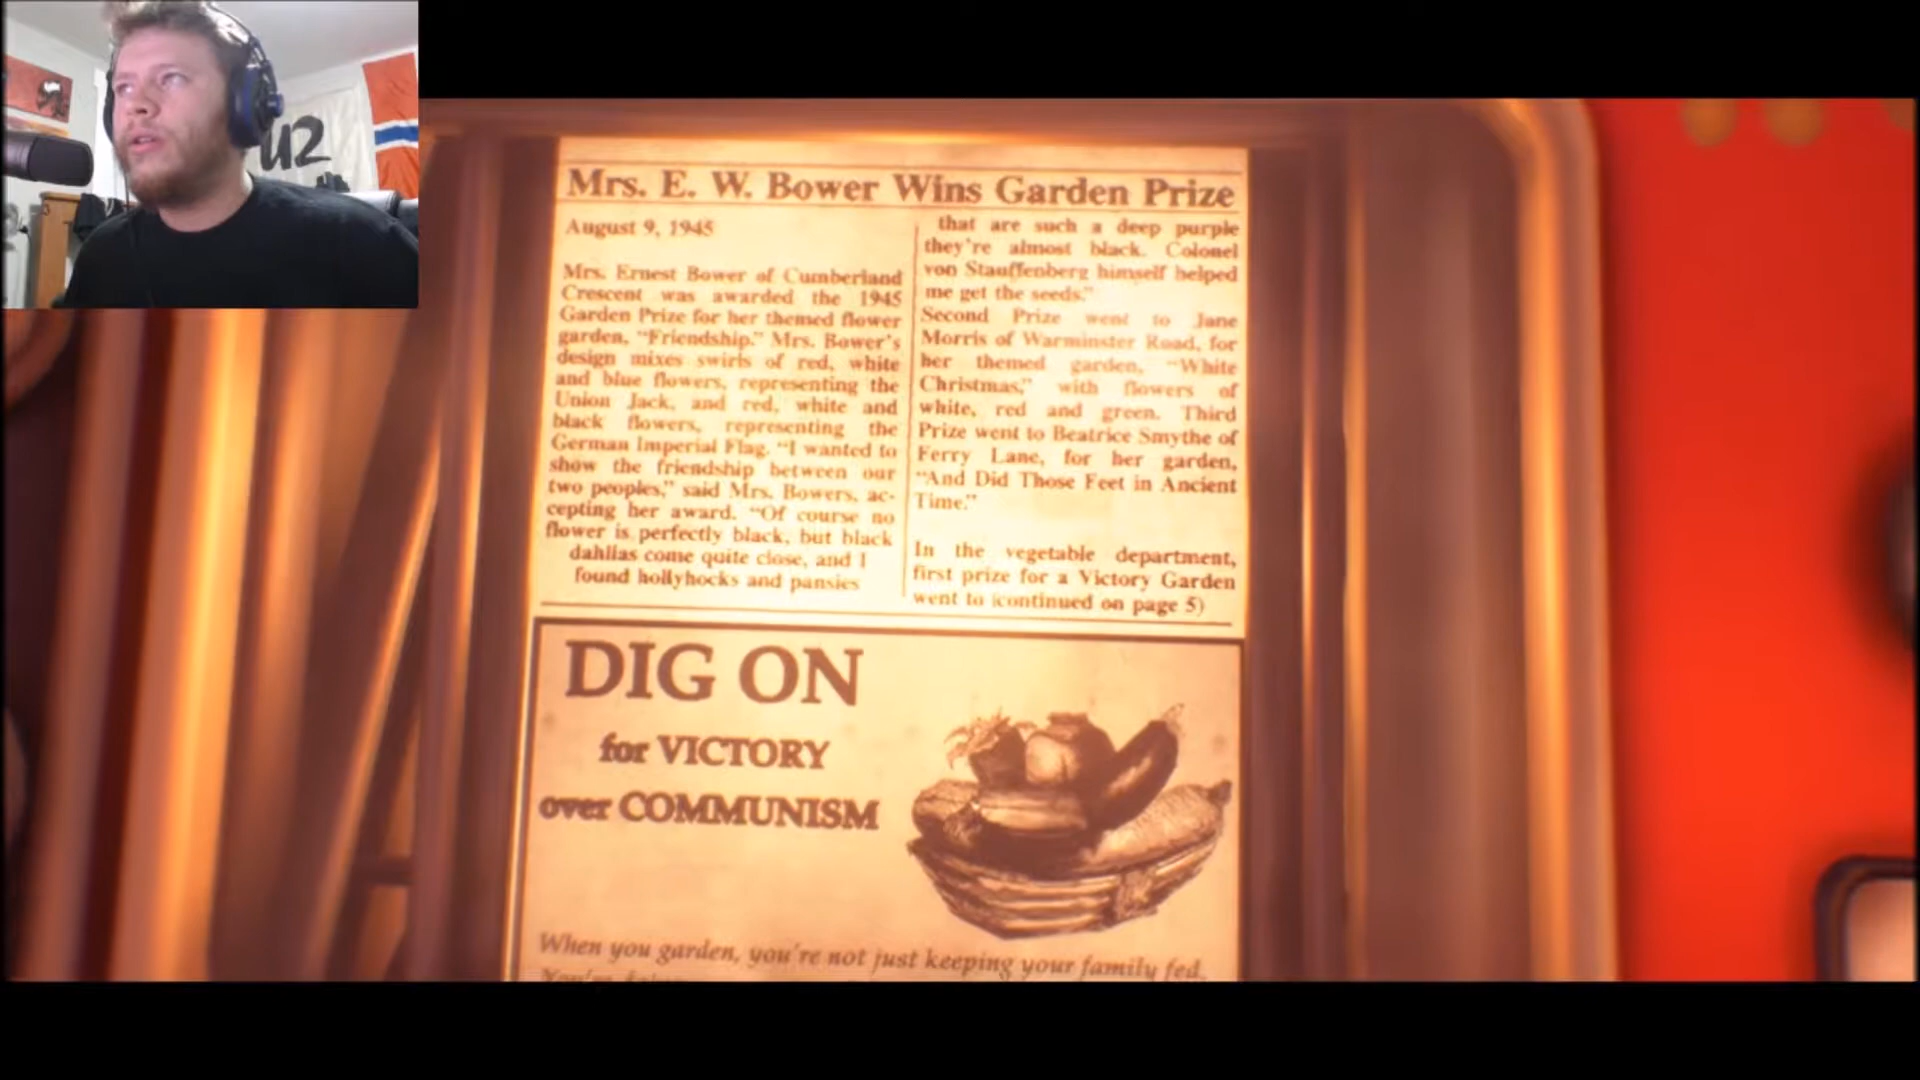 U2
Mrs. E. W. Bower Wins Garden Prize
August 9, 1945
Mrs. Ernest Bower of Cumberland
Crescent was awarded the 1945
Garden Prize for her themed flower
garden, "Friendship." Mrs. Bower's
design mixes swirls of red, white
and blue flowers, representing the
Union Jack, and red, white and
black flowers, representing the
German Imperial Flag. "I wanted to
show the friendship between our
two peoples," said Mrs. Bowers, ac-
cepting her award. "Of course no
flower is perfectly black, but black
dahlias come quite close, and I
found hollyhocks and pansies
that are such a deep purple
they're almost black. Colonel
von Stauffenberg himself helped
me get the seeds."
Second Prize went to Jane
Morris of Warminster Road, for
her themed garden, "White
Christmas," with flowers of
white, red and green. Third
Prize went to Beatrice Smythe of
Ferry Lane, for her garden,
"And Did Those Feet in Ancient
Time."
In the vegetable department,
first prize for a Victory Garden
went to (continued on page 5)
DIG ON
for VICTORY
over COMMUNISM
When you garden, you're not just keeping your family fed.